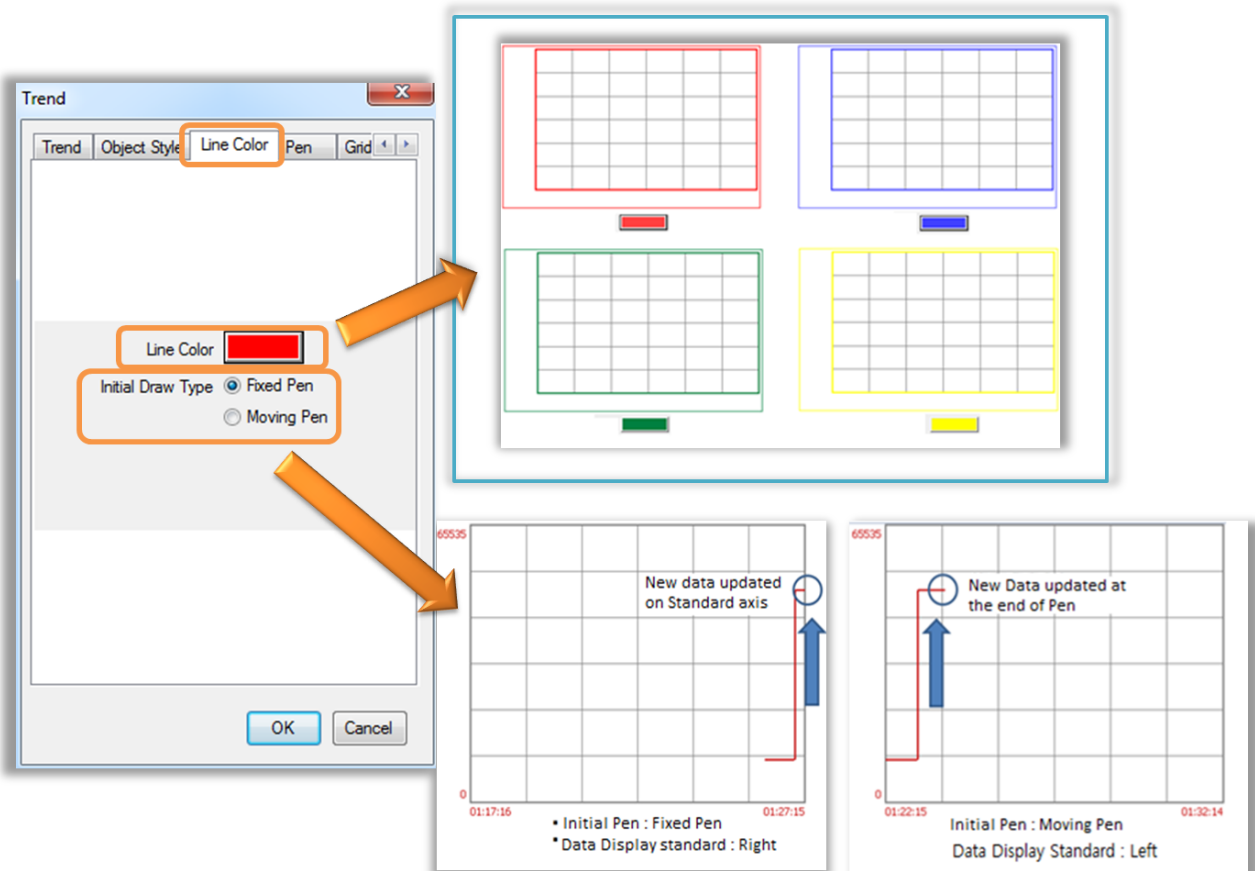 Trend
Trend Object Style Line Color Pen Grid
Line Color
Initial Draw Type Fixed Pen
Moving Pen
OK Cancel
65535
New data updated
on Standard axis
0
01:17:16 01:27:15
▪ Initial Pen : Fixed Pen
▪ Data Display standard : Right
65535
New Data updated at
the end of Pen
0
01:22:15 01:32:14
Initial Pen : Moving Pen
Data Display Standard : Left